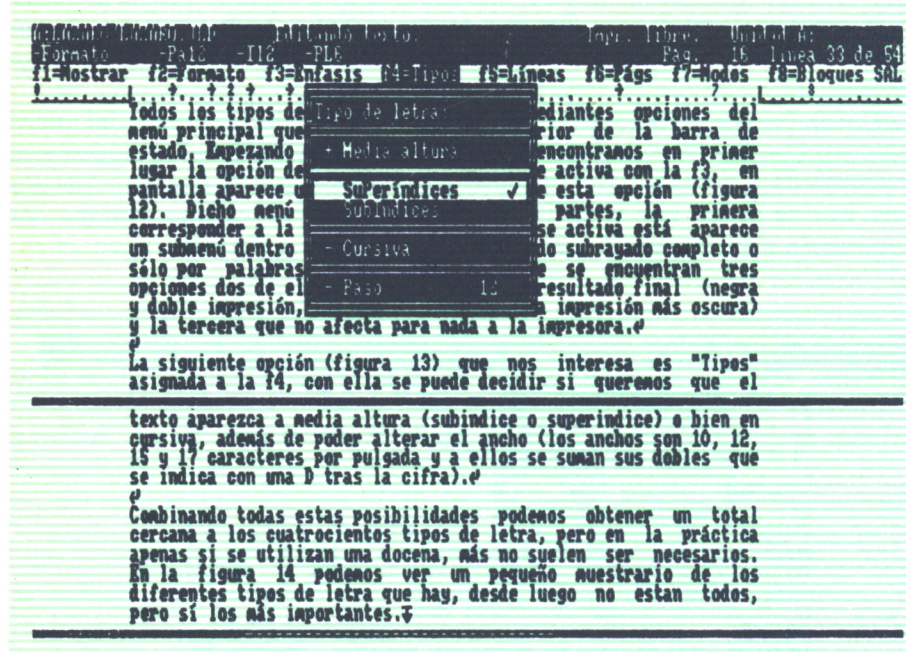 Editando texto. Impr. libro. Unidad A:
-Formato -Pa12 -I12 -PL6 Pág. 16 línea 33 de 54
f1=Mostrar f2=Formato f3=Enfasis f4=Tipos f5=Líneas f6=Págs f7=Modos f8=Bloques SAL
Todos los tipos de ediantes opciones del
menú principal que rior de la barra de
estado. Empezando encontramos en primer
lugar la opción de e activa con la f3, en
pantalla aparece u e esta opción (figura
12). Dicho menú partes, la primera
corresponder a la se activa está aparece
un submenú dentro lo subrayado completo o
sólo por palabras e se encuentran tres
opciones dos de el resultado final (negra
y doble impresión, a impresión más oscura)
y la tercera que no afecta para nada a la impresora.
Tipo de letra:
+ Media altura
SuPeríndices ✓
SubIndices
- Cursiva
- Paso 12
La siguiente opción (figura 13) que nos interesa es "Tipos"
asignada a la f4, con ella se puede decidir si queremos que el
texto aparezca a media altura (subindice o superindice) o bien en
cursiva, además de poder alterar el ancho (los anchos son 10, 12,
15 y 17 caracteres por pulgada y a ellos se suman sus dobles que
se indica con una D tras la cifra).
Combinando todas estas posibilidades podemos obtener un total
cercana a los cuatrocientos tipos de letra, pero en la práctica
apenas si se utilizan una docena, más no suelen ser necesarios.
En la figura 14 podemos ver un pequeño muestrario de los
diferentes tipos de letra que hay, desde luego no estan todos,
pero sí los más importantes.